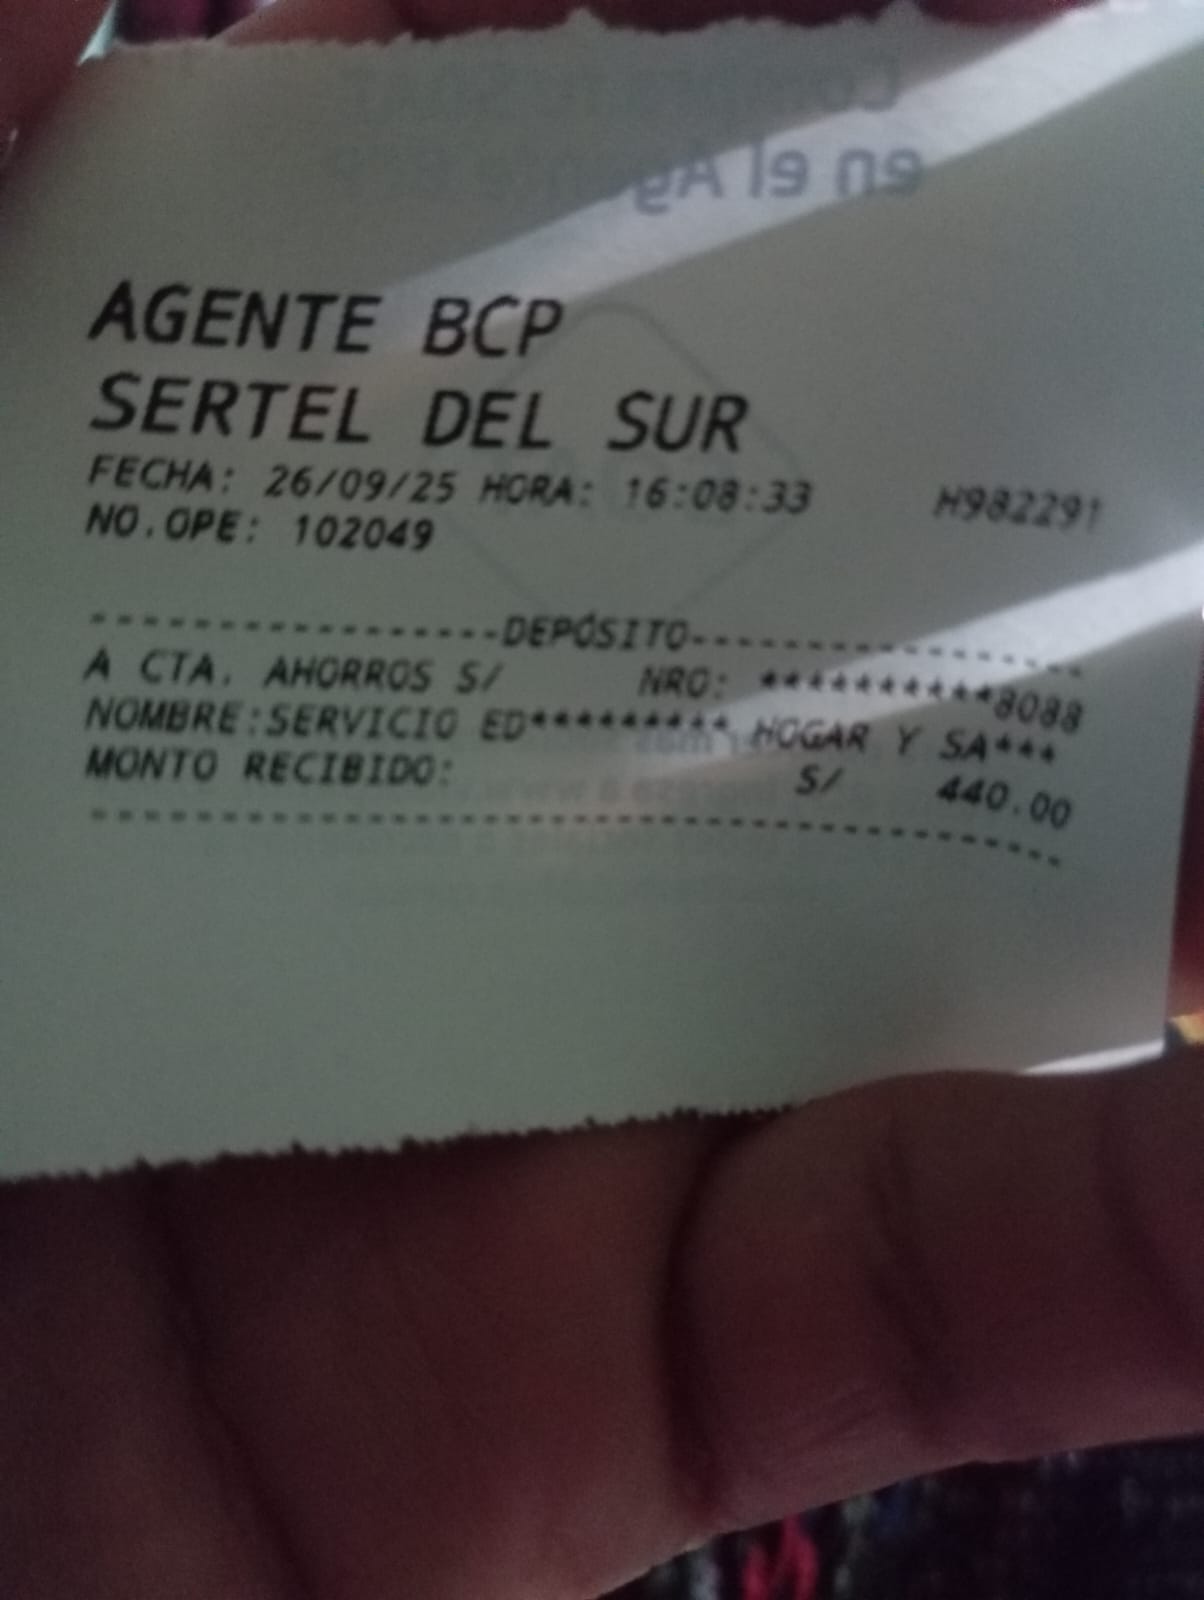 en el Agente
AGENTE BCP
SERTEL DEL SUR
FECHA: 26/09/25 HORA: 16:08:33 H982291
NO.OPE: 102049
-----------------DEPÓSITO----------------
A CTA. AHORROS S/ NRO: **********8088
NOMBRE:SERVICIO ED********* HOGAR Y SA***
MONTO RECIBIDO: S/ 440.00